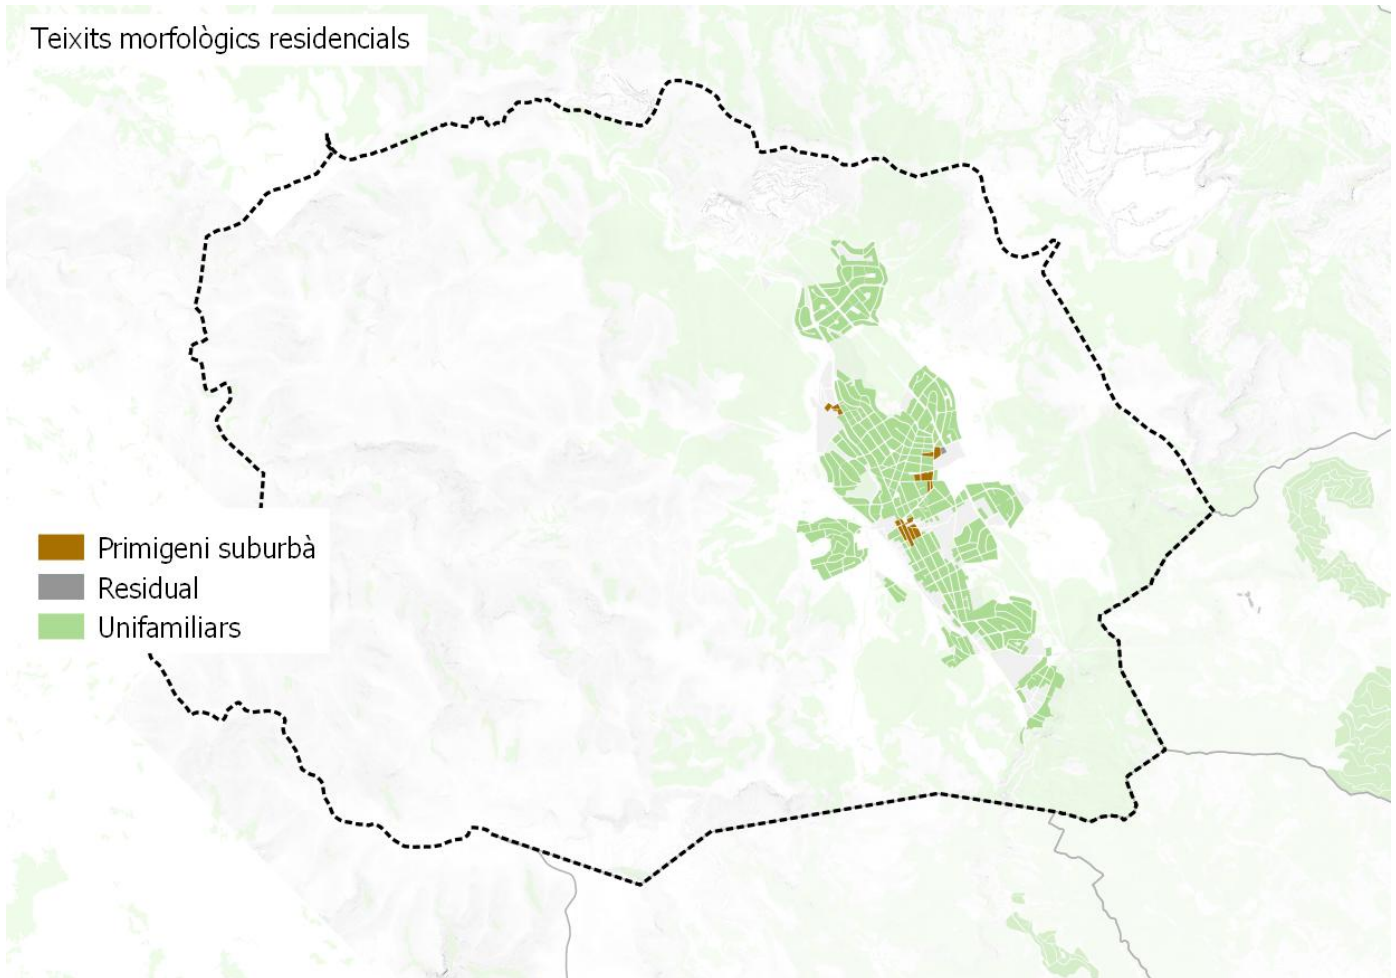 Teixits morfològics residencials
Primigeni suburbà
Residual
Unifamiliars